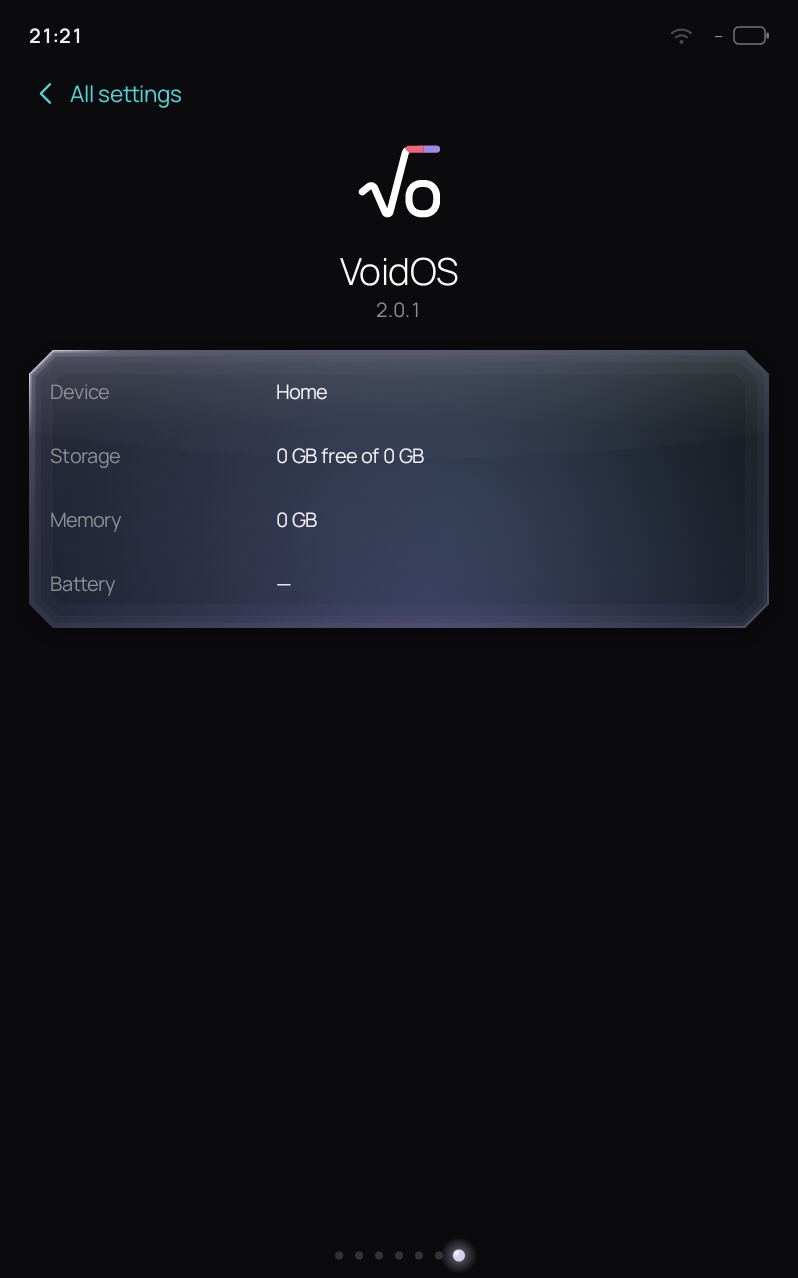 21:21
–
All settings
√o
VoidOS
2.0.1
Device Home
Storage 0 GB free of 0 GB
Memory 0 GB
Battery —